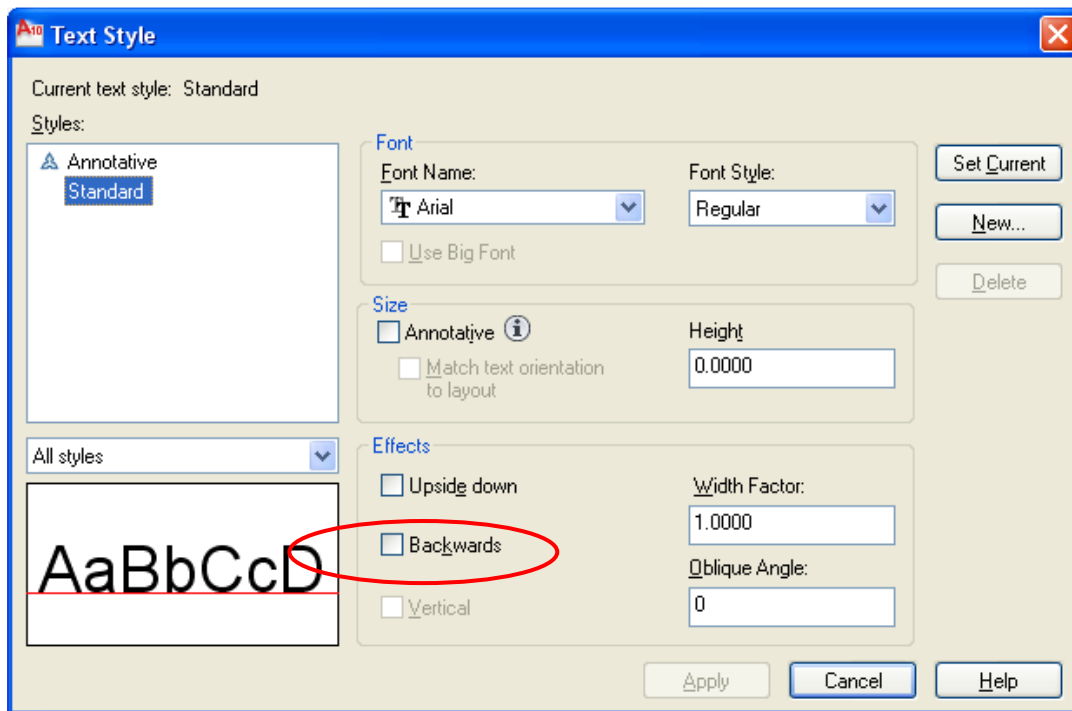 A10 Text Style
Current text style: Standard
Styles:
Annotative
Standard
All styles
AaBbCcD
Font
Font Name:
Arial
Font Style:
Regular
Use Big Font
Size
Annotative
Match text orientation
to layout
Height
0.0000
Effects
Upside down
Backwards
Vertical
Width Factor:
1.0000
Oblique Angle:
0
Set Current
New...
Delete
Apply
Cancel
Help